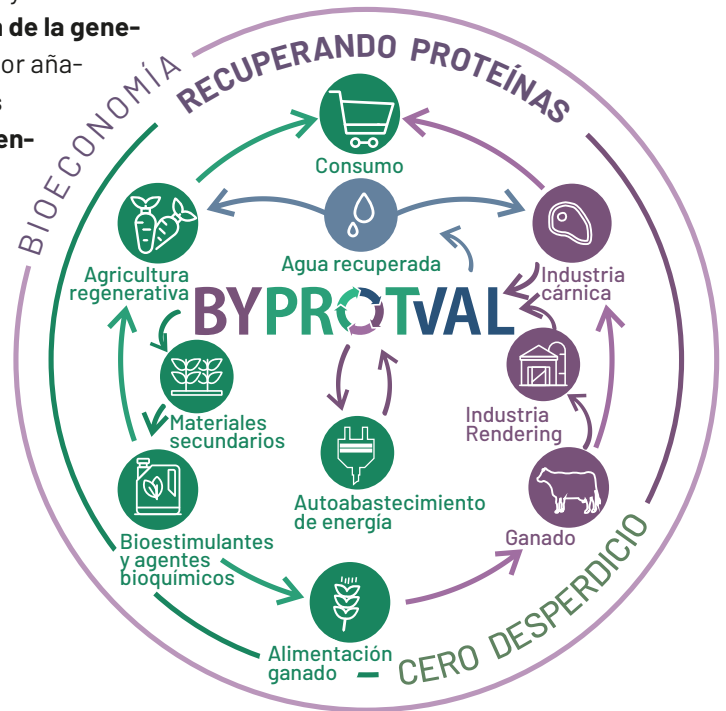 n de la gene-
or aña-
s
en-
BIOECONOMÍA
RECUPERANDO PROTEÍNAS
Consumo
Agua recuperada
Agricultura
regenerativa
Industria
cárnica
BYPROTVAL
Materiales
secundarios
Industria
Rendering
Autoabastecimiento
de energía
Ganado
Bioestimulantes
y agentes
bioquímicos
Alimentación
ganado
CERO DESPERDICIO